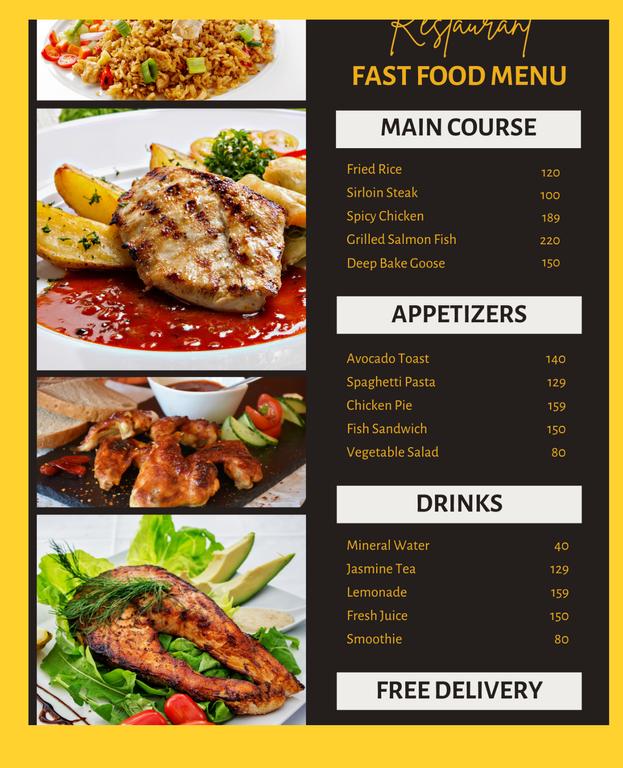 Restaurant
FAST FOOD MENU
MAIN COURSE
Fried Rice 120
Sirloin Steak 100
Spicy Chicken 189
Grilled Salmon Fish 220
Deep Bake Goose 150
APPETIZERS
Avocado Toast 140
Spaghetti Pasta 129
Chicken Pie 159
Fish Sandwich 150
Vegetable Salad 80
DRINKS
Mineral Water 40
Jasmine Tea 129
Lemonade 159
Fresh Juice 150
Smoothie 80
FREE DELIVERY